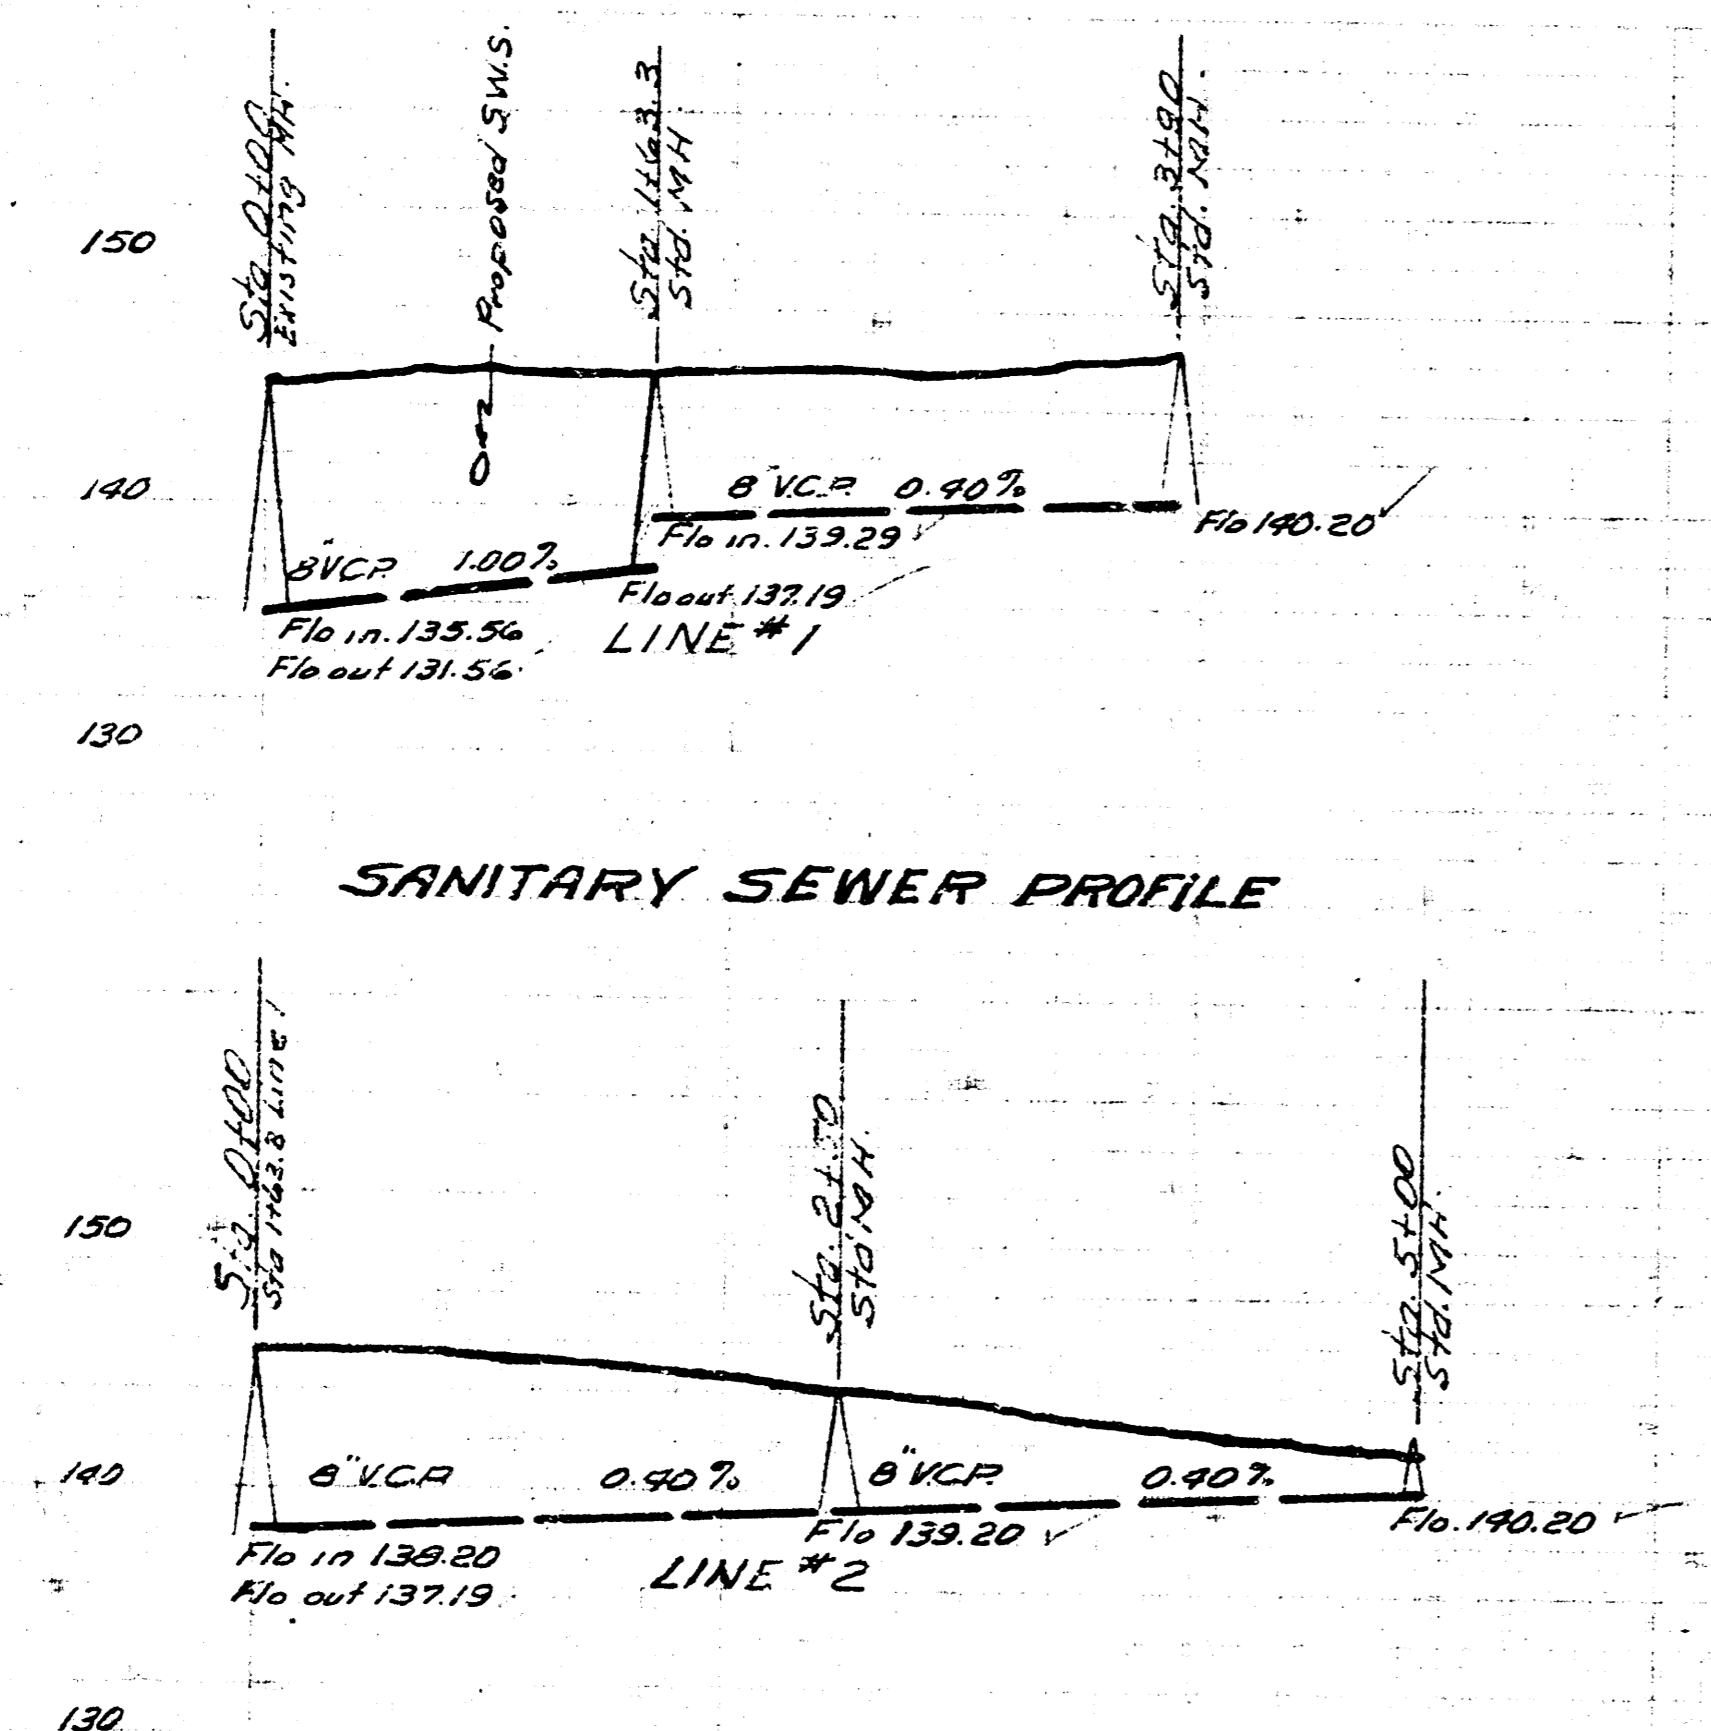 Sta 0+00
Existing MH.
Proposed S.W.S.
Sta 1+63.3
Std. MH
Sta. 3+90
Std. MH.
150
140
8" V.C.P. 0.40%
Flo in. 139.29
Flo 140.20
8" V.C.P. 1.00%
Flo out 137.19
Flo in. 135.56
Flo out 131.56
LINE #1
130
SANITARY SEWER PROFILE
Sta. 0+00
Sta 1+63.8 Line 1
Sta. 2+50
Std MH.
Sta. 5+00
Std. MH.
150
140
8" V.C.P. 0.40%
8" V.C.P. 0.40%
Flo in 138.20
Flo out 137.19
Flo 139.20
Flo. 140.20
LINE #2
130